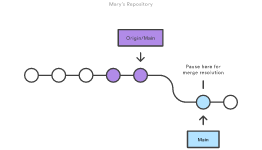 Mary's Repository
Origin/Main
Pause here for
merge resolution
Main